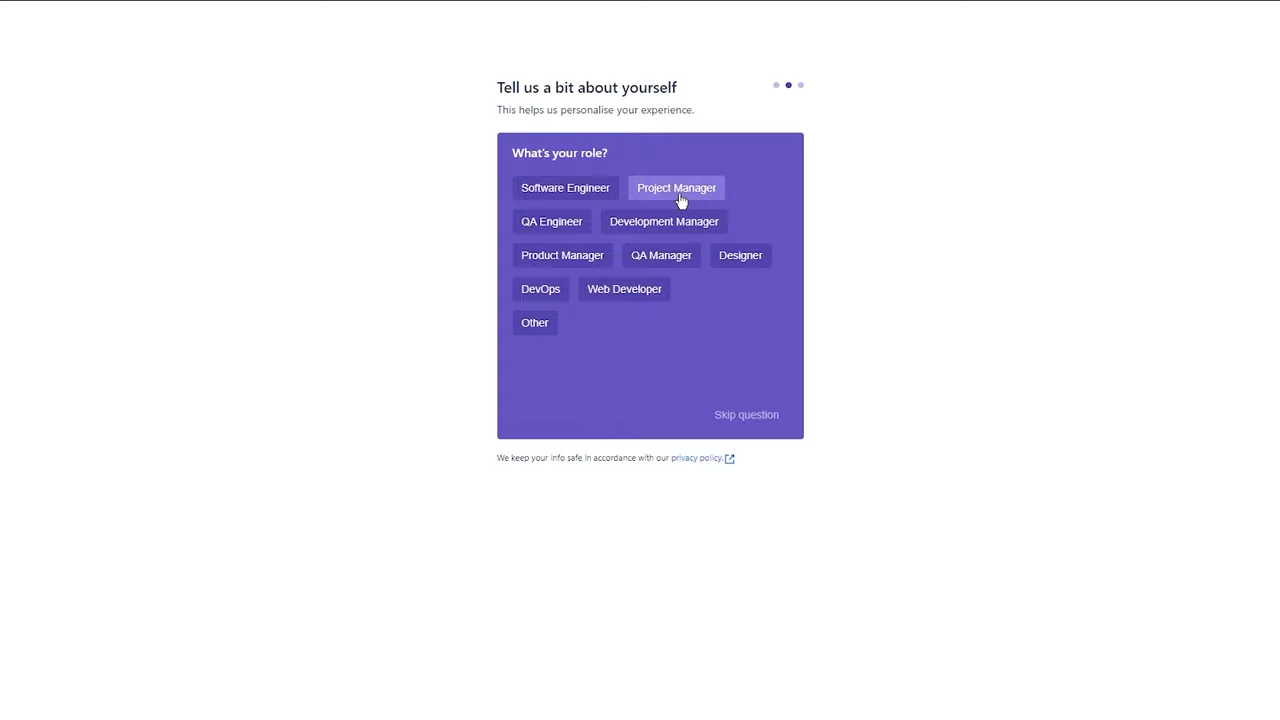 Tell us a bit about yourself
This helps us personalise your experience.
What's your role?
Software Engineer Project Manager
QA Engineer Development Manager
Product Manager QA Manager Designer
DevOps Web Developer
Other
Skip question
We keep your info safe in accordance with our privacy policy.